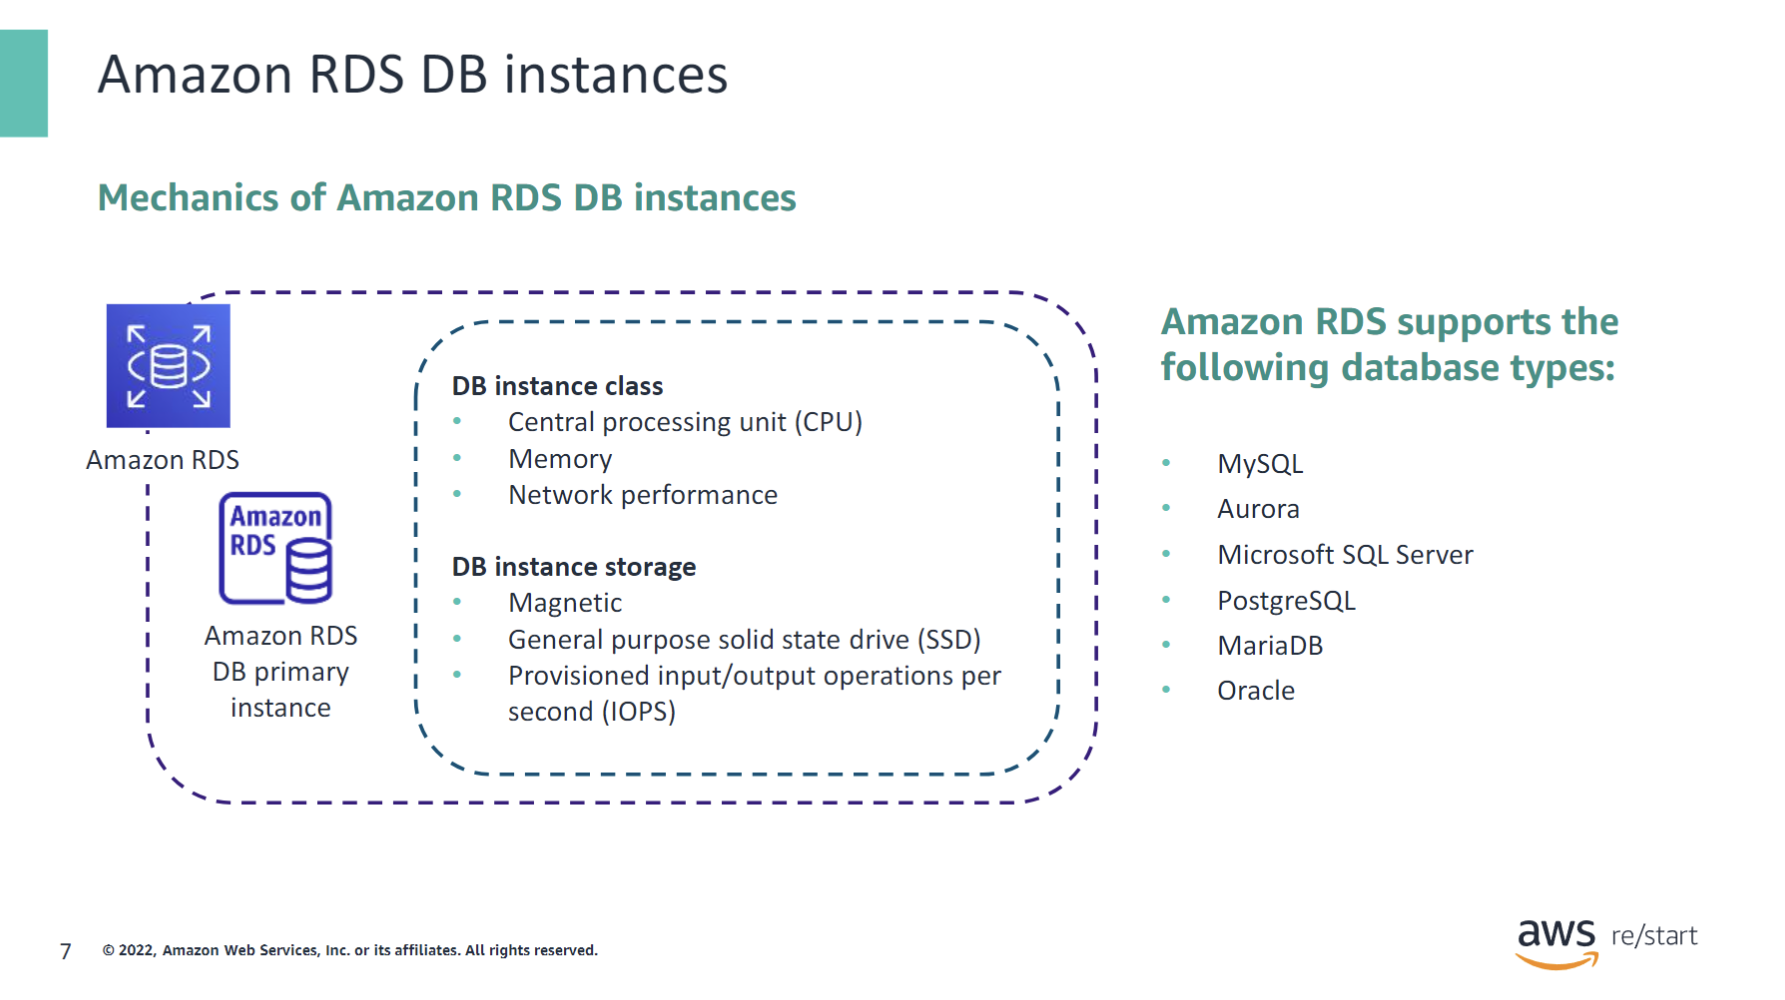 Amazon RDS DB instances
Mechanics of Amazon RDS DB instances
Amazon RDS
Amazon
RDS
Amazon RDS
DB primary
instance
DB instance class
• Central processing unit (CPU)
• Memory
• Network performance
DB instance storage
• Magnetic
• General purpose solid state drive (SSD)
• Provisioned input/output operations per
second (IOPS)
Amazon RDS supports the
following database types:
• MySQL
• Aurora
• Microsoft SQL Server
• PostgreSQL
• MariaDB
• Oracle
7
© 2022, Amazon Web Services, Inc. or its affiliates. All rights reserved.
aws re/start